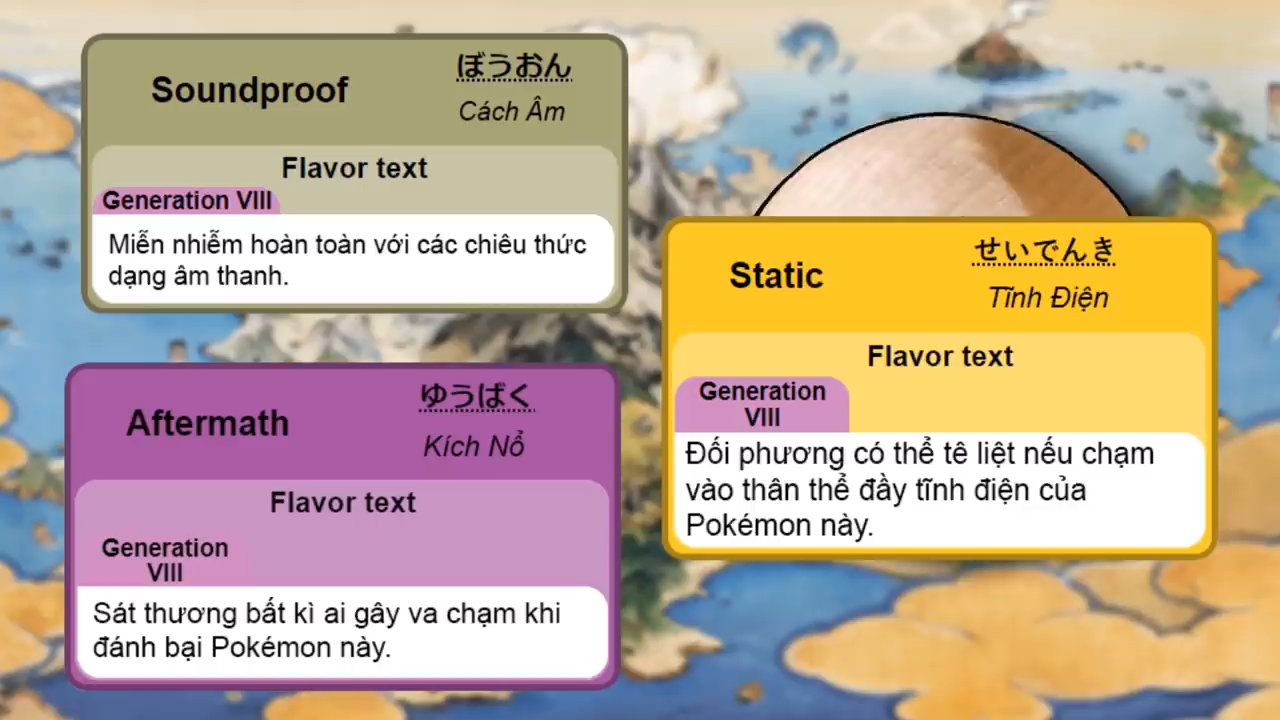 Soundproof
ぼうおん
Cách Âm
Flavor text
Generation VIII
Miễn nhiễm hoàn toàn với các chiêu thức
dạng âm thanh.
Static
せいでんき
Tĩnh Điện
Flavor text
Generation
VIII
Đối phương có thể tê liệt nếu chạm
vào thân thể đầy tĩnh điện của
Pokémon này.
Aftermath
ゆうばく
Kích Nổ
Flavor text
Generation
VIII
Sát thương bất kì ai gây va chạm khi
đánh bại Pokémon này.